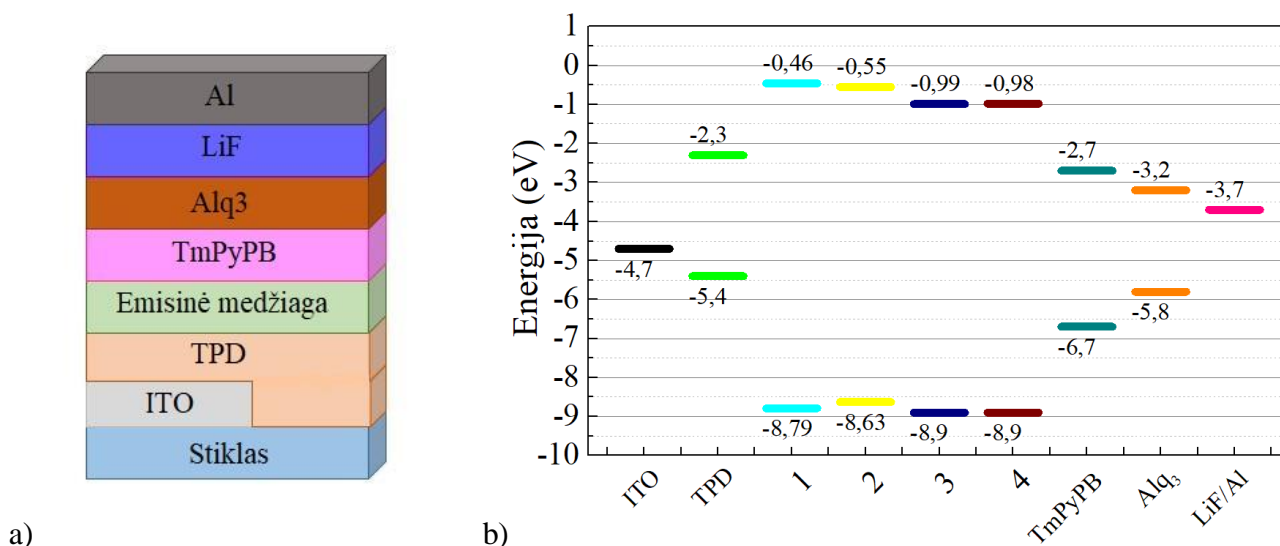 a)
Al
LiF
Alq3
TmPyPB
Emisinė medžiaga
TPD
ITO
Stiklas
b)
Energija (eV)
1
0
-1
-2
-3
-4
-5
-6
-7
-8
-9
-10
-4,7
-2,3
-5,4
-0,46
-8,79
-0,55
-8,63
-0,99
-8,9
-0,98
-8,9
-2,7
-6,7
-3,2
-5,8
-3,7
ITO
TPD
1
2
3
4
TmPyPB
Alq₃
LiF/Al